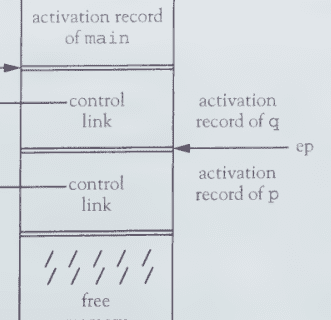 activation record
of main
control
link
activation
record of q
ep
control
link
activation
record of p
free